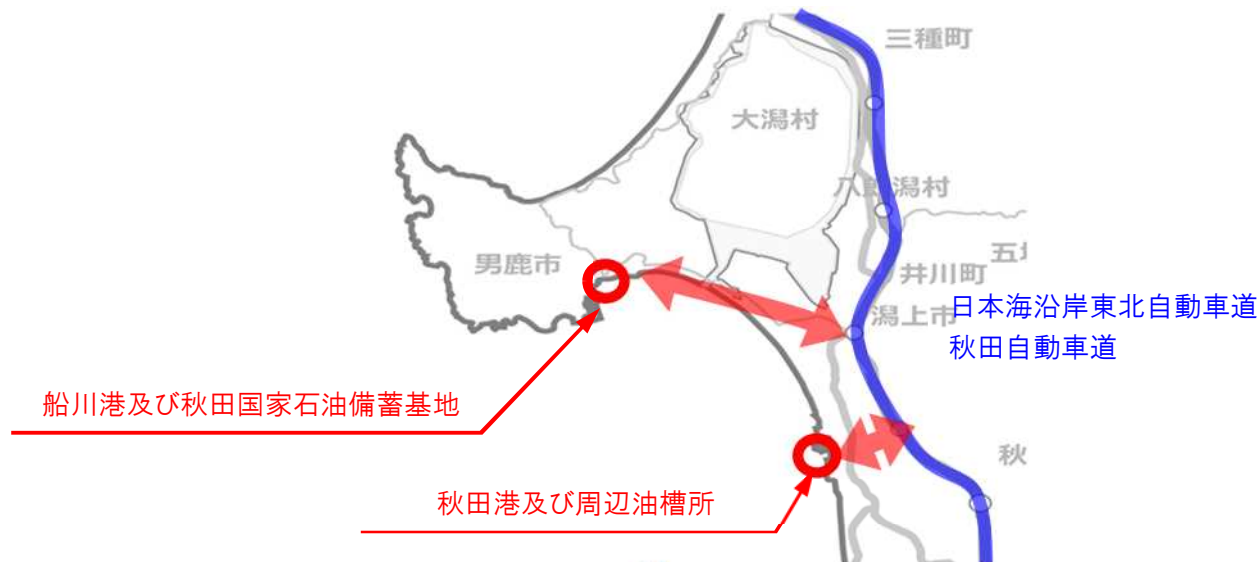 三種町
大潟村
八郎潟村
男鹿市
井川町
潟上市
日本海沿岸東北自動車道
秋田自動車道
船川港及び秋田国家石油備蓄基地
秋
秋田港及び周辺油槽所